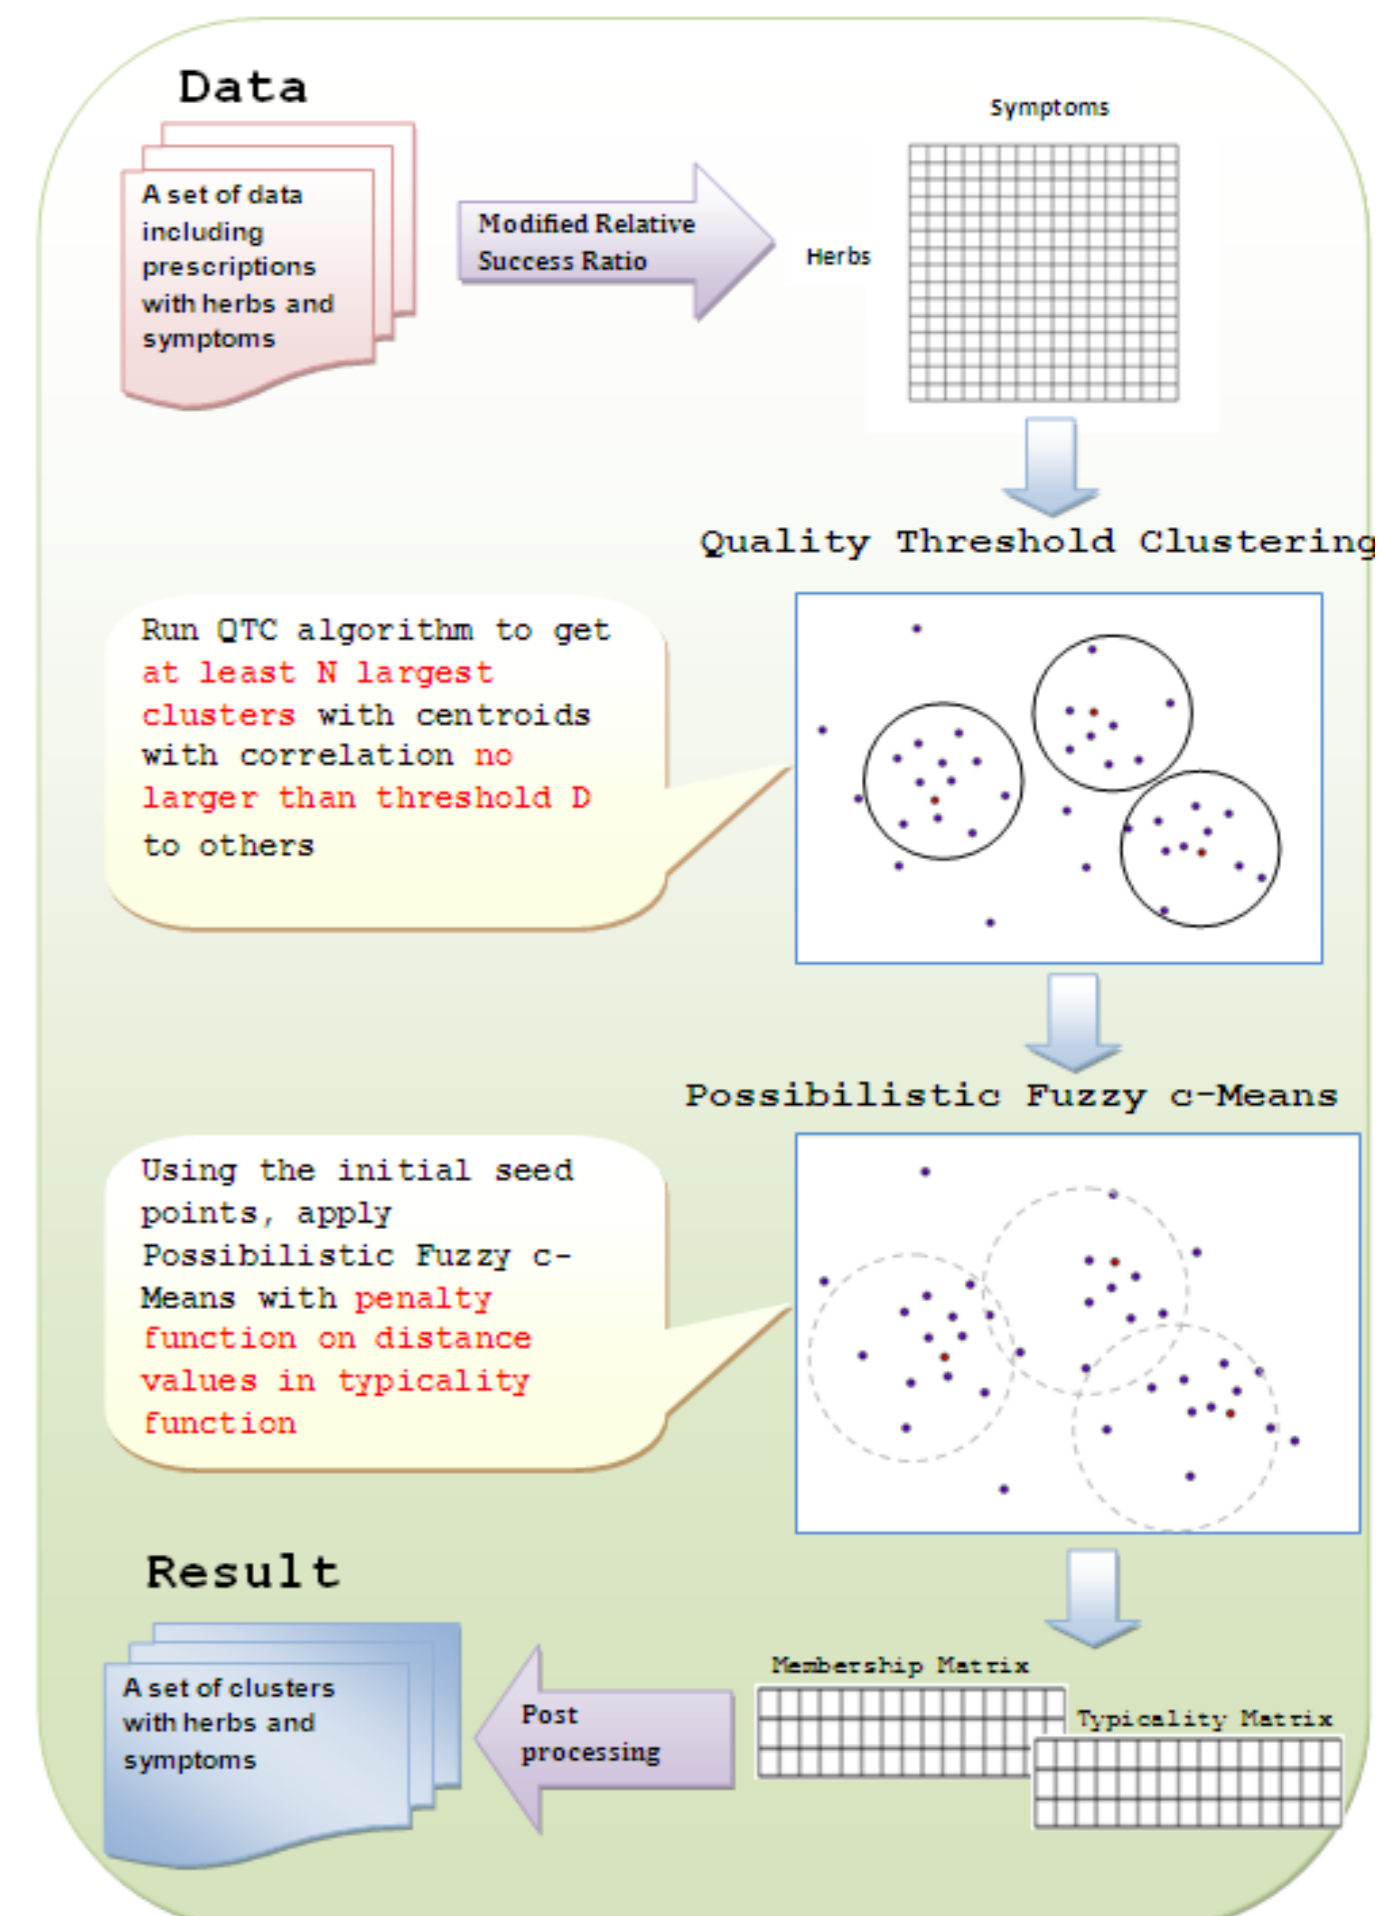 Data
A set of data
including
prescriptions
with herbs and
symptoms
Modified Relative
Success Ratio
Symptoms
Herbs
Quality Threshold Clustering
Run QTC algorithm to get
at least N largest
clusters with centroids
with correlation no
larger than threshold D
to others
Possibilistic Fuzzy c-Means
Using the initial seed
points, apply
Possibilistic Fuzzy c-
Means with penalty
function on distance
values in typicality
function
Membership Matrix
Typicality Matrix
Post
processing
Result
A set of clusters
with herbs and
symptoms